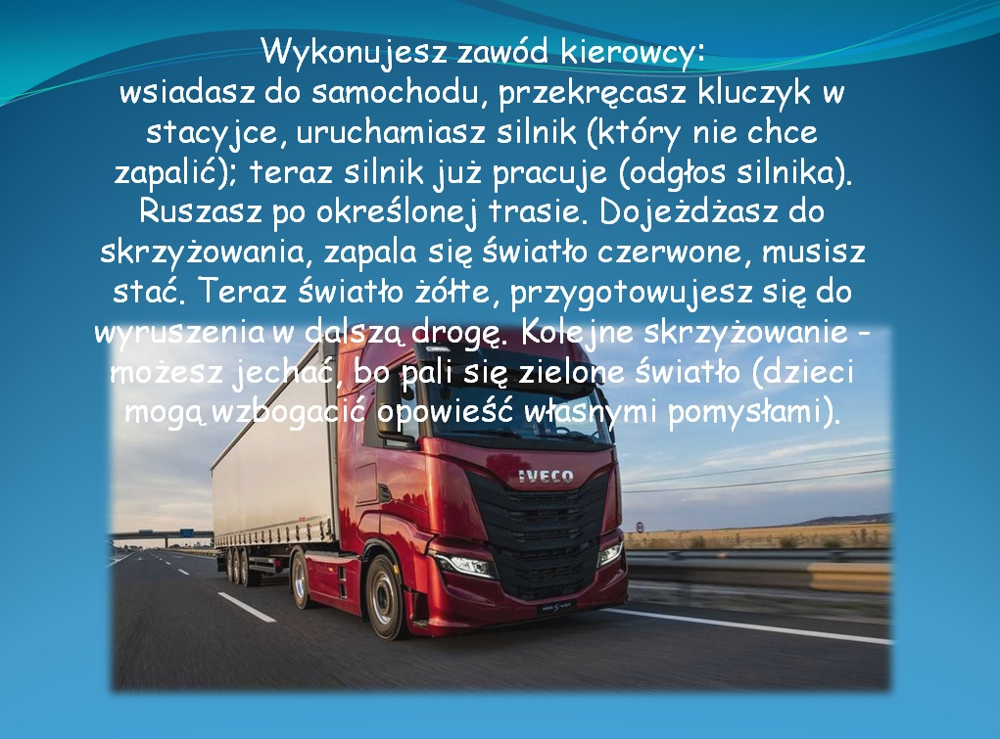 Wykonujesz zawód kierowcy:
wsiadasz do samochodu, przekręcasz kluczyk w
stacyjce, uruchamiasz silnik (który nie chce
zapalić); teraz silnik już pracuje (odgłos silnika).
Ruszasz po określonej trasie. Dojeżdżasz do
skrzyżowania, zapala się światło czerwone, musisz
stać. Teraz światło żółte, przygotowujesz się do
wyruszenia w dalszą drogę. Kolejne skrzyżowanie -
możesz jechać, bo pali się zielone światło (dzieci
mogą wzbogacić opowieść własnymi pomysłami).
IVECO